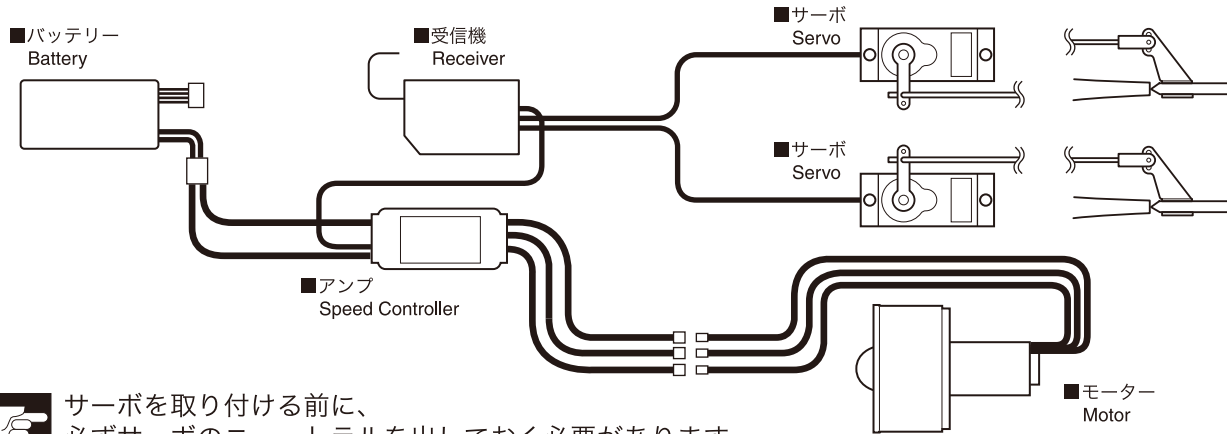 ■バッテリー
Battery
■受信機
Receiver
■サーボ
Servo
■サーボ
Servo
■アンプ
Speed Controller
■モーター
Motor
サーボを取り付ける前に、